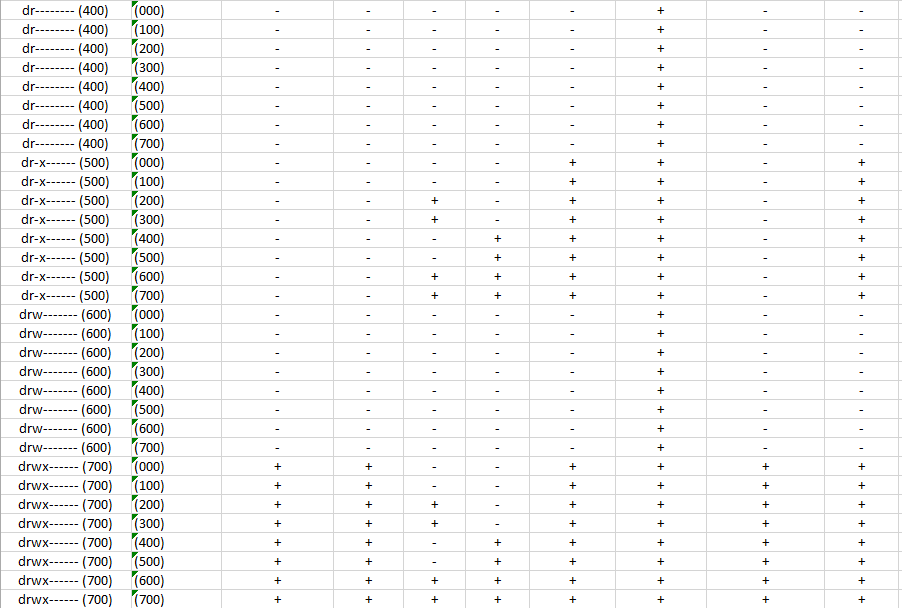 dr-------- (400) (000) - - - - - + - -
dr-------- (400) (100) - - - - - + - -
dr-------- (400) (200) - - - - - + - -
dr-------- (400) (300) - - - - - + - -
dr-------- (400) (400) - - - - - + - -
dr-------- (400) (500) - - - - - + - -
dr-------- (400) (600) - - - - - + - -
dr-------- (400) (700) - - - - - + - -
dr-x------ (500) (000) - - - - + + - +
dr-x------ (500) (100) - - - - + + - +
dr-x------ (500) (200) - - + - + + - +
dr-x------ (500) (300) - - + - + + - +
dr-x------ (500) (400) - - - + + + - +
dr-x------ (500) (500) - - - + + + - +
dr-x------ (500) (600) - - + + + + - +
dr-x------ (500) (700) - - + + + + - +
drw------- (600) (000) - - - - - + - -
drw------- (600) (100) - - - - - + - -
drw------- (600) (200) - - - - - + - -
drw------- (600) (300) - - - - - + - -
drw------- (600) (400) - - - - - + - -
drw------- (600) (500) - - - - - + - -
drw------- (600) (600) - - - - - + - -
drw------- (600) (700) - - - - - + - -
drwx------ (700) (000) + + - - + + + +
drwx------ (700) (100) + + - - + + + +
drwx------ (700) (200) + + + - + + + +
drwx------ (700) (300) + + + - + + + +
drwx------ (700) (400) + + - + + + + +
drwx------ (700) (500) + + - + + + + +
drwx------ (700) (600) + + + + + + + +
drwx------ (700) (700) + + + + + + + +